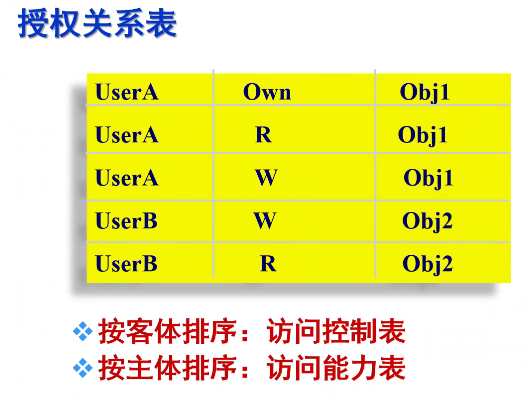 授权关系表
UserA Own Obj1
UserA R Obj1
UserA W Obj1
UserB W Obj2
UserB R Obj2
按客体排序：访问控制表
按主体排序：访问能力表